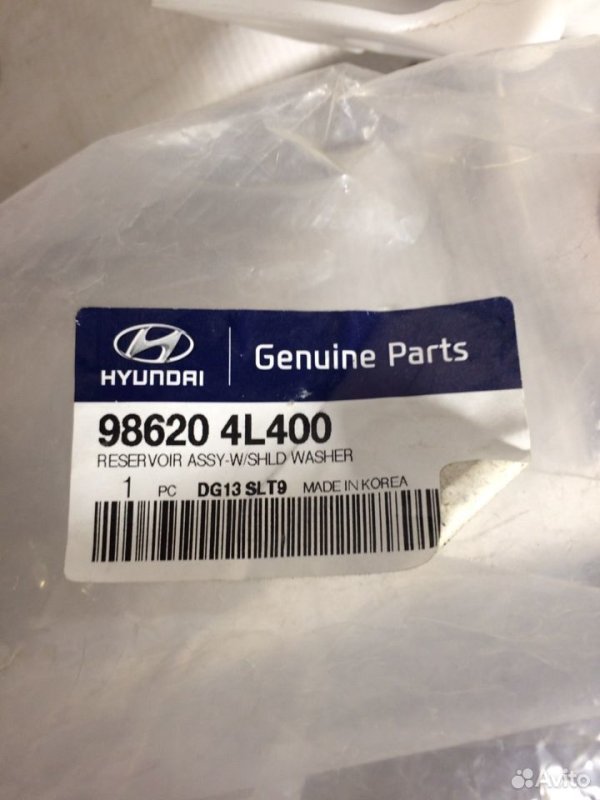 HYUNDAI
Genuine Parts
98620 4L400
RESERVOIR ASSY-W/SHLD WASHER
1 PC DG13 SLT9 MADE IN KOREA
Avito